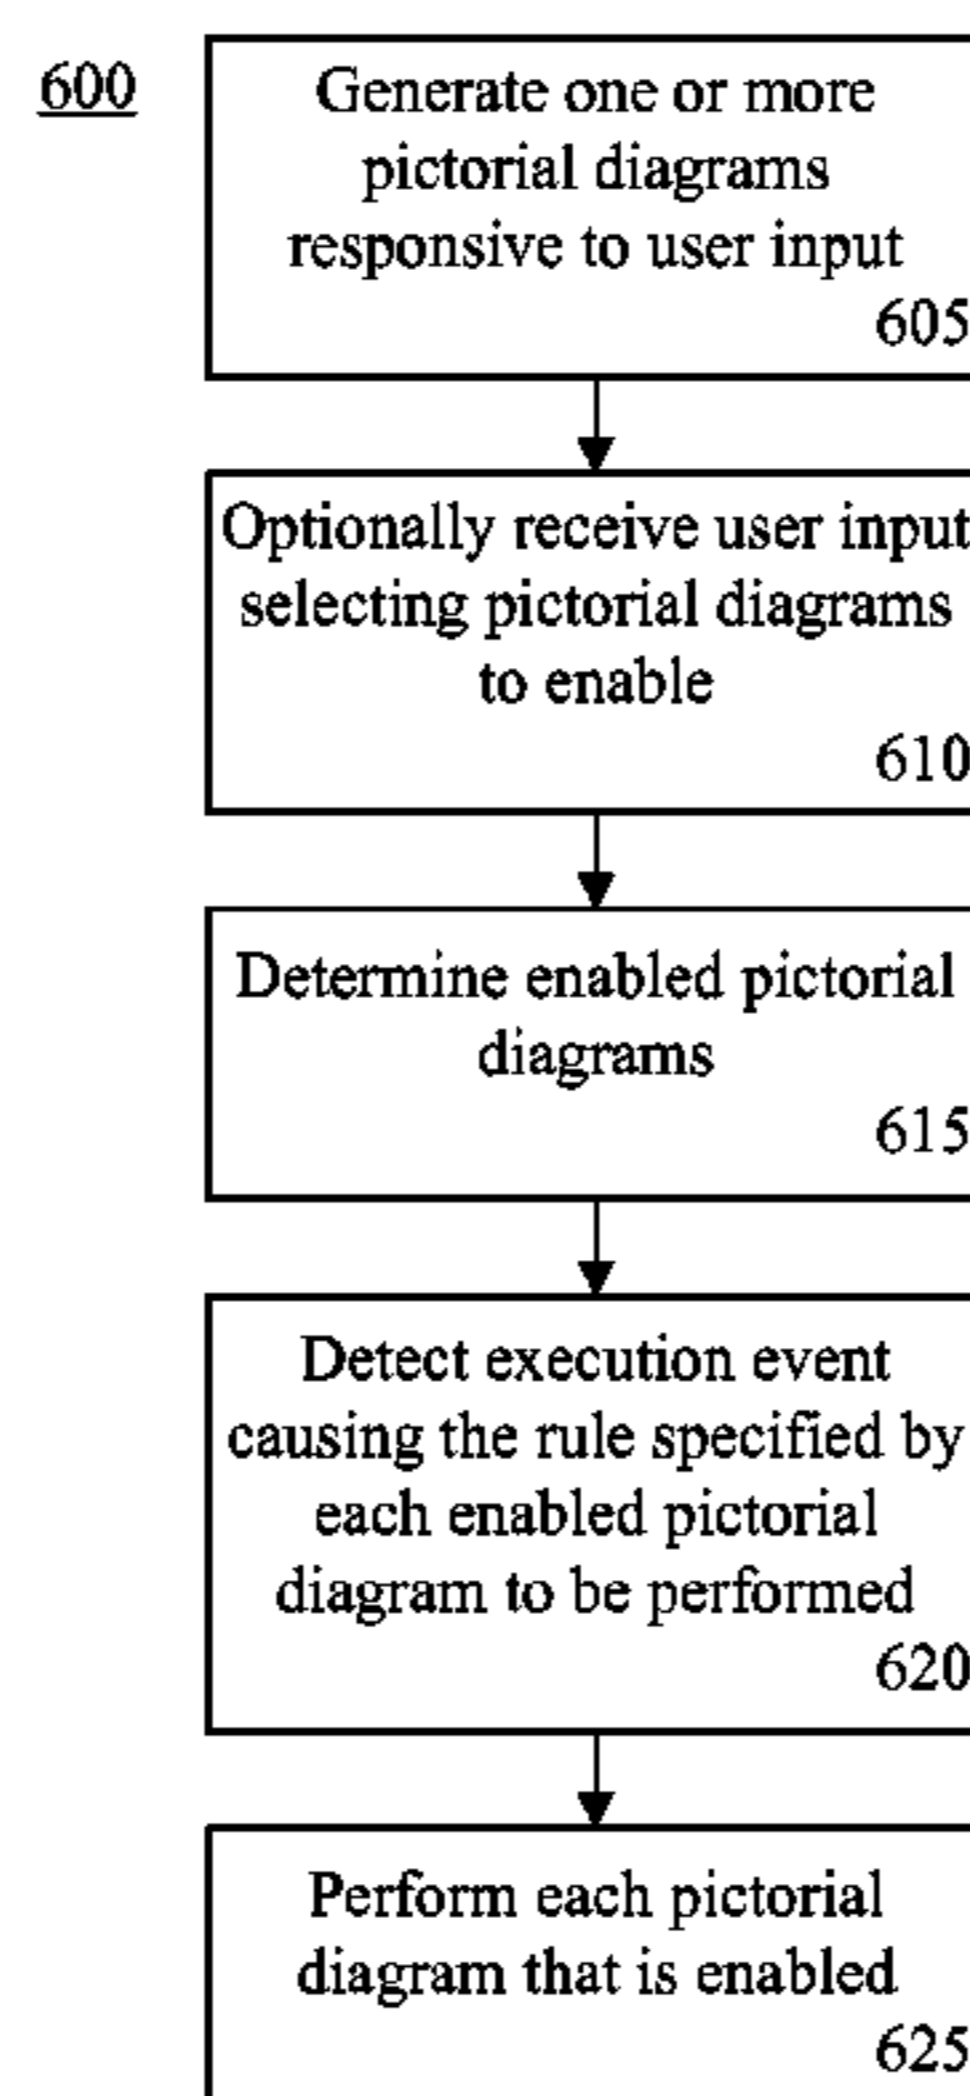 600
Generate one or more
pictorial diagrams
responsive to user input
605
Optionally receive user input
selecting pictorial diagrams
to enable
610
Determine enabled pictorial
diagrams
615
Detect execution event
causing the rule specified by
each enabled pictorial
diagram to be performed
620
Perform each pictorial
diagram that is enabled
625